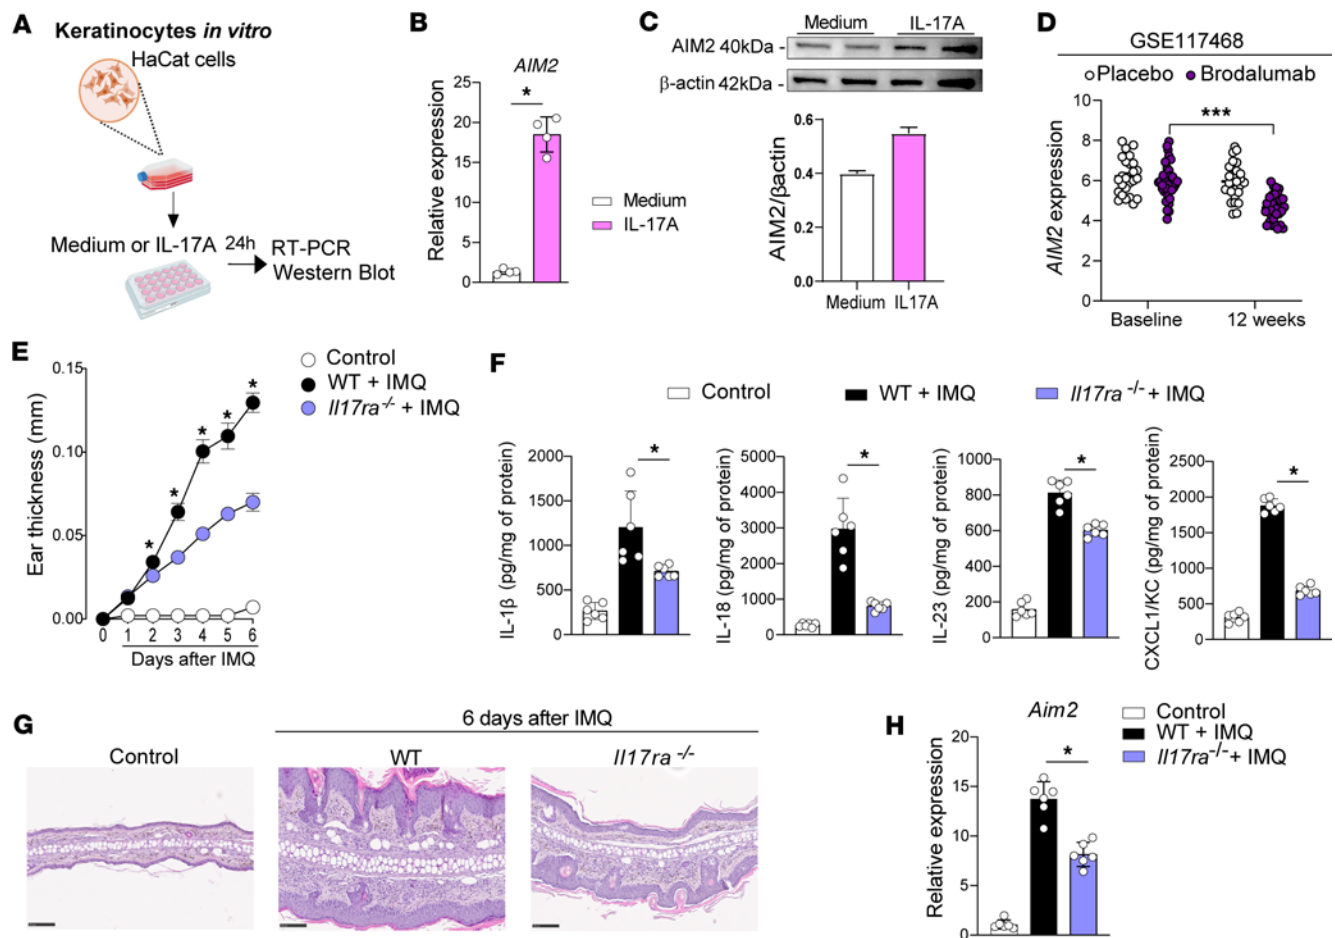 A
Keratinocytes in vitro
HaCat cells
Medium or IL-17A
24h
RT-PCR
Western Blot
B
AIM2
*
Relative expression
25
20
15
10
5
0
Medium
IL-17A
C
Medium IL-17A
AIM2 40kDa -
β-actin 42kDa -
AIM2/βactin
0.6
0.4
0.2
0.0
Medium IL17A
D
GSE117468
Placebo Brodalumab
***
AIM2 expression
10
8
6
4
2
0
Baseline 12 weeks
E
Control
WT + IMQ
Il17ra-/- + IMQ
Ear thickness (mm)
0.15
0.10
0.05
0.00
* * * * *
0 1 2 3 4 5 6
Days after IMQ
F
Control WT + IMQ Il17ra -/- + IMQ
IL-1β (pg/mg of protein)
2000
1500
1000
500
0
*
IL-18 (pg/mg of protein)
5000
4000
3000
2000
1000
0
*
IL-23 (pg/mg of protein)
1000
800
600
400
200
0
*
CXCL1/KC (pg/mg of protein)
2500
2000
1500
1000
500
0
*
G
6 days after IMQ
Control WT Il17ra -/-
H
Aim2
Control
WT + IMQ
Il17ra-/-+ IMQ
*
Relative expression
20
15
10
5
0